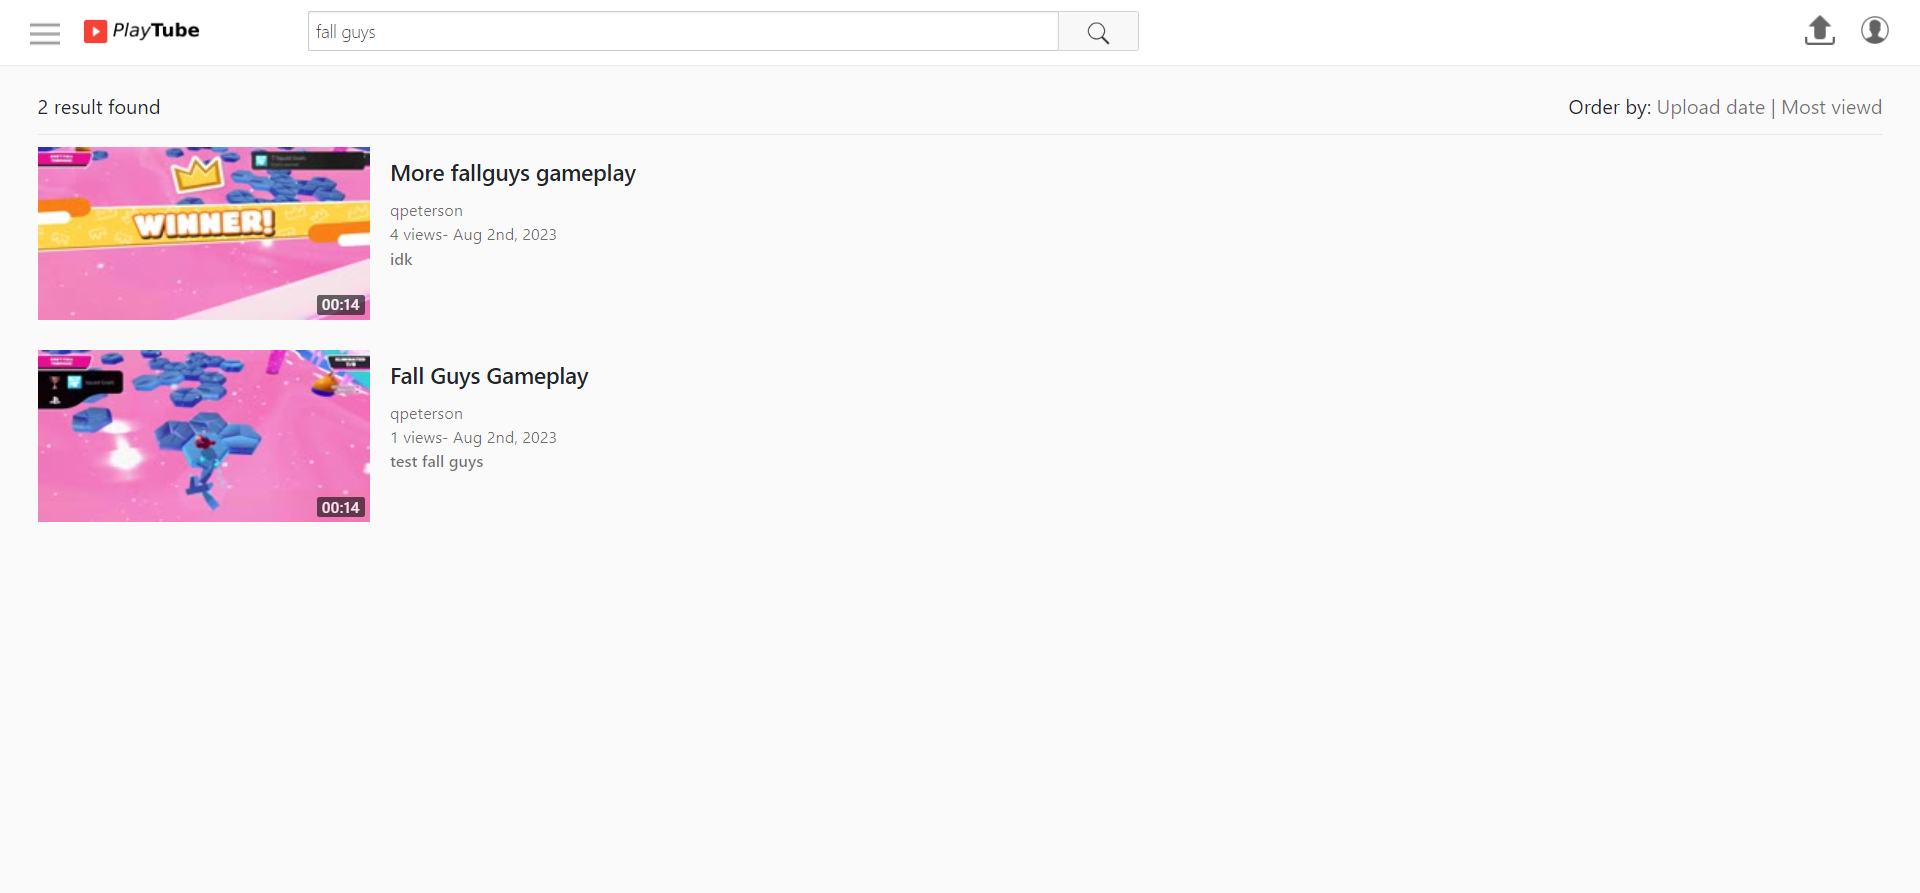 PlayTube
fall guys
2 result found
Order by: Upload date | Most viewd
WINNER!
00:14
More fallguys gameplay
qpeterson
4 views- Aug 2nd, 2023
idk
00:14
Fall Guys Gameplay
qpeterson
1 views- Aug 2nd, 2023
test fall guys